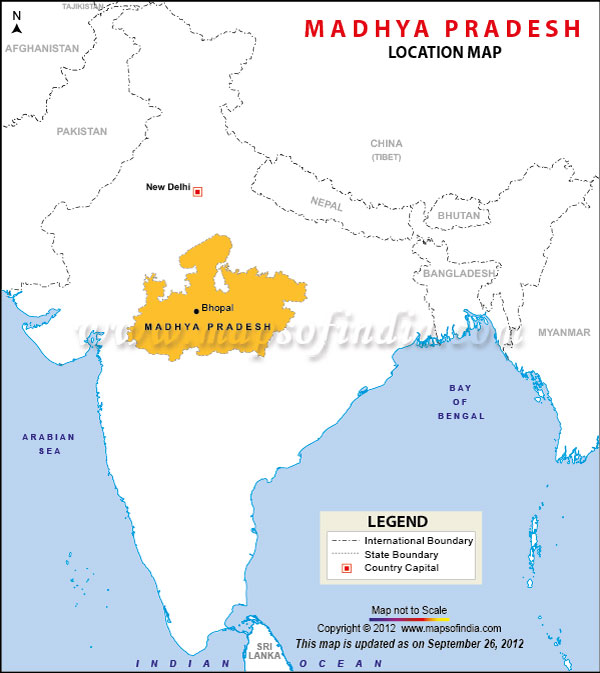 TAJIKISTAN
N
MADHYA PRADESH
LOCATION MAP
AFGHANISTAN
PAKISTAN
CHINA
(TIBET)
New Delhi
NEPAL
BHUTAN
BANGLADESH
Bhopal
MADHYA PRADESH
www.mapsofindia.com
MYANMAR
BAY
OF
BENGAL
ARABIAN
SEA
LEGEND
International Boundary
State Boundary
Country Capital
Map not to Scale
Copyright © 2012 www.mapsofindia.com
This map is updated as on September 26, 2012
SRI
LANKA
INDIAN OCEAN